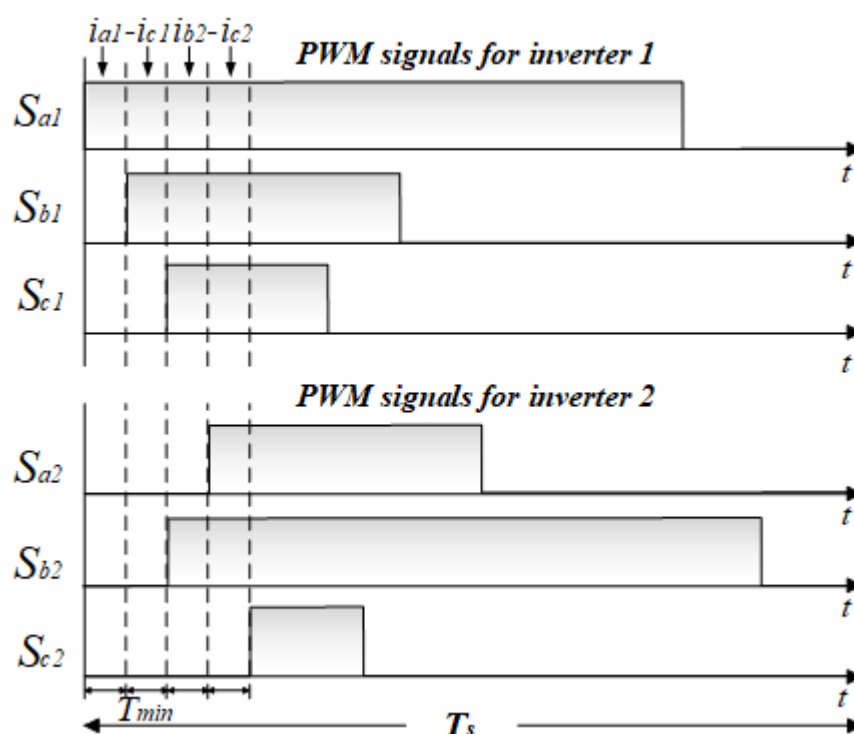 ia1 -ic1 ib2 -ic2
PWM signals for inverter 1
Sa1
t
Sb1
t
Sc1
t
PWM signals for inverter 2
Sa2
t
Sb2
t
Sc2
t
Tmin
Ts